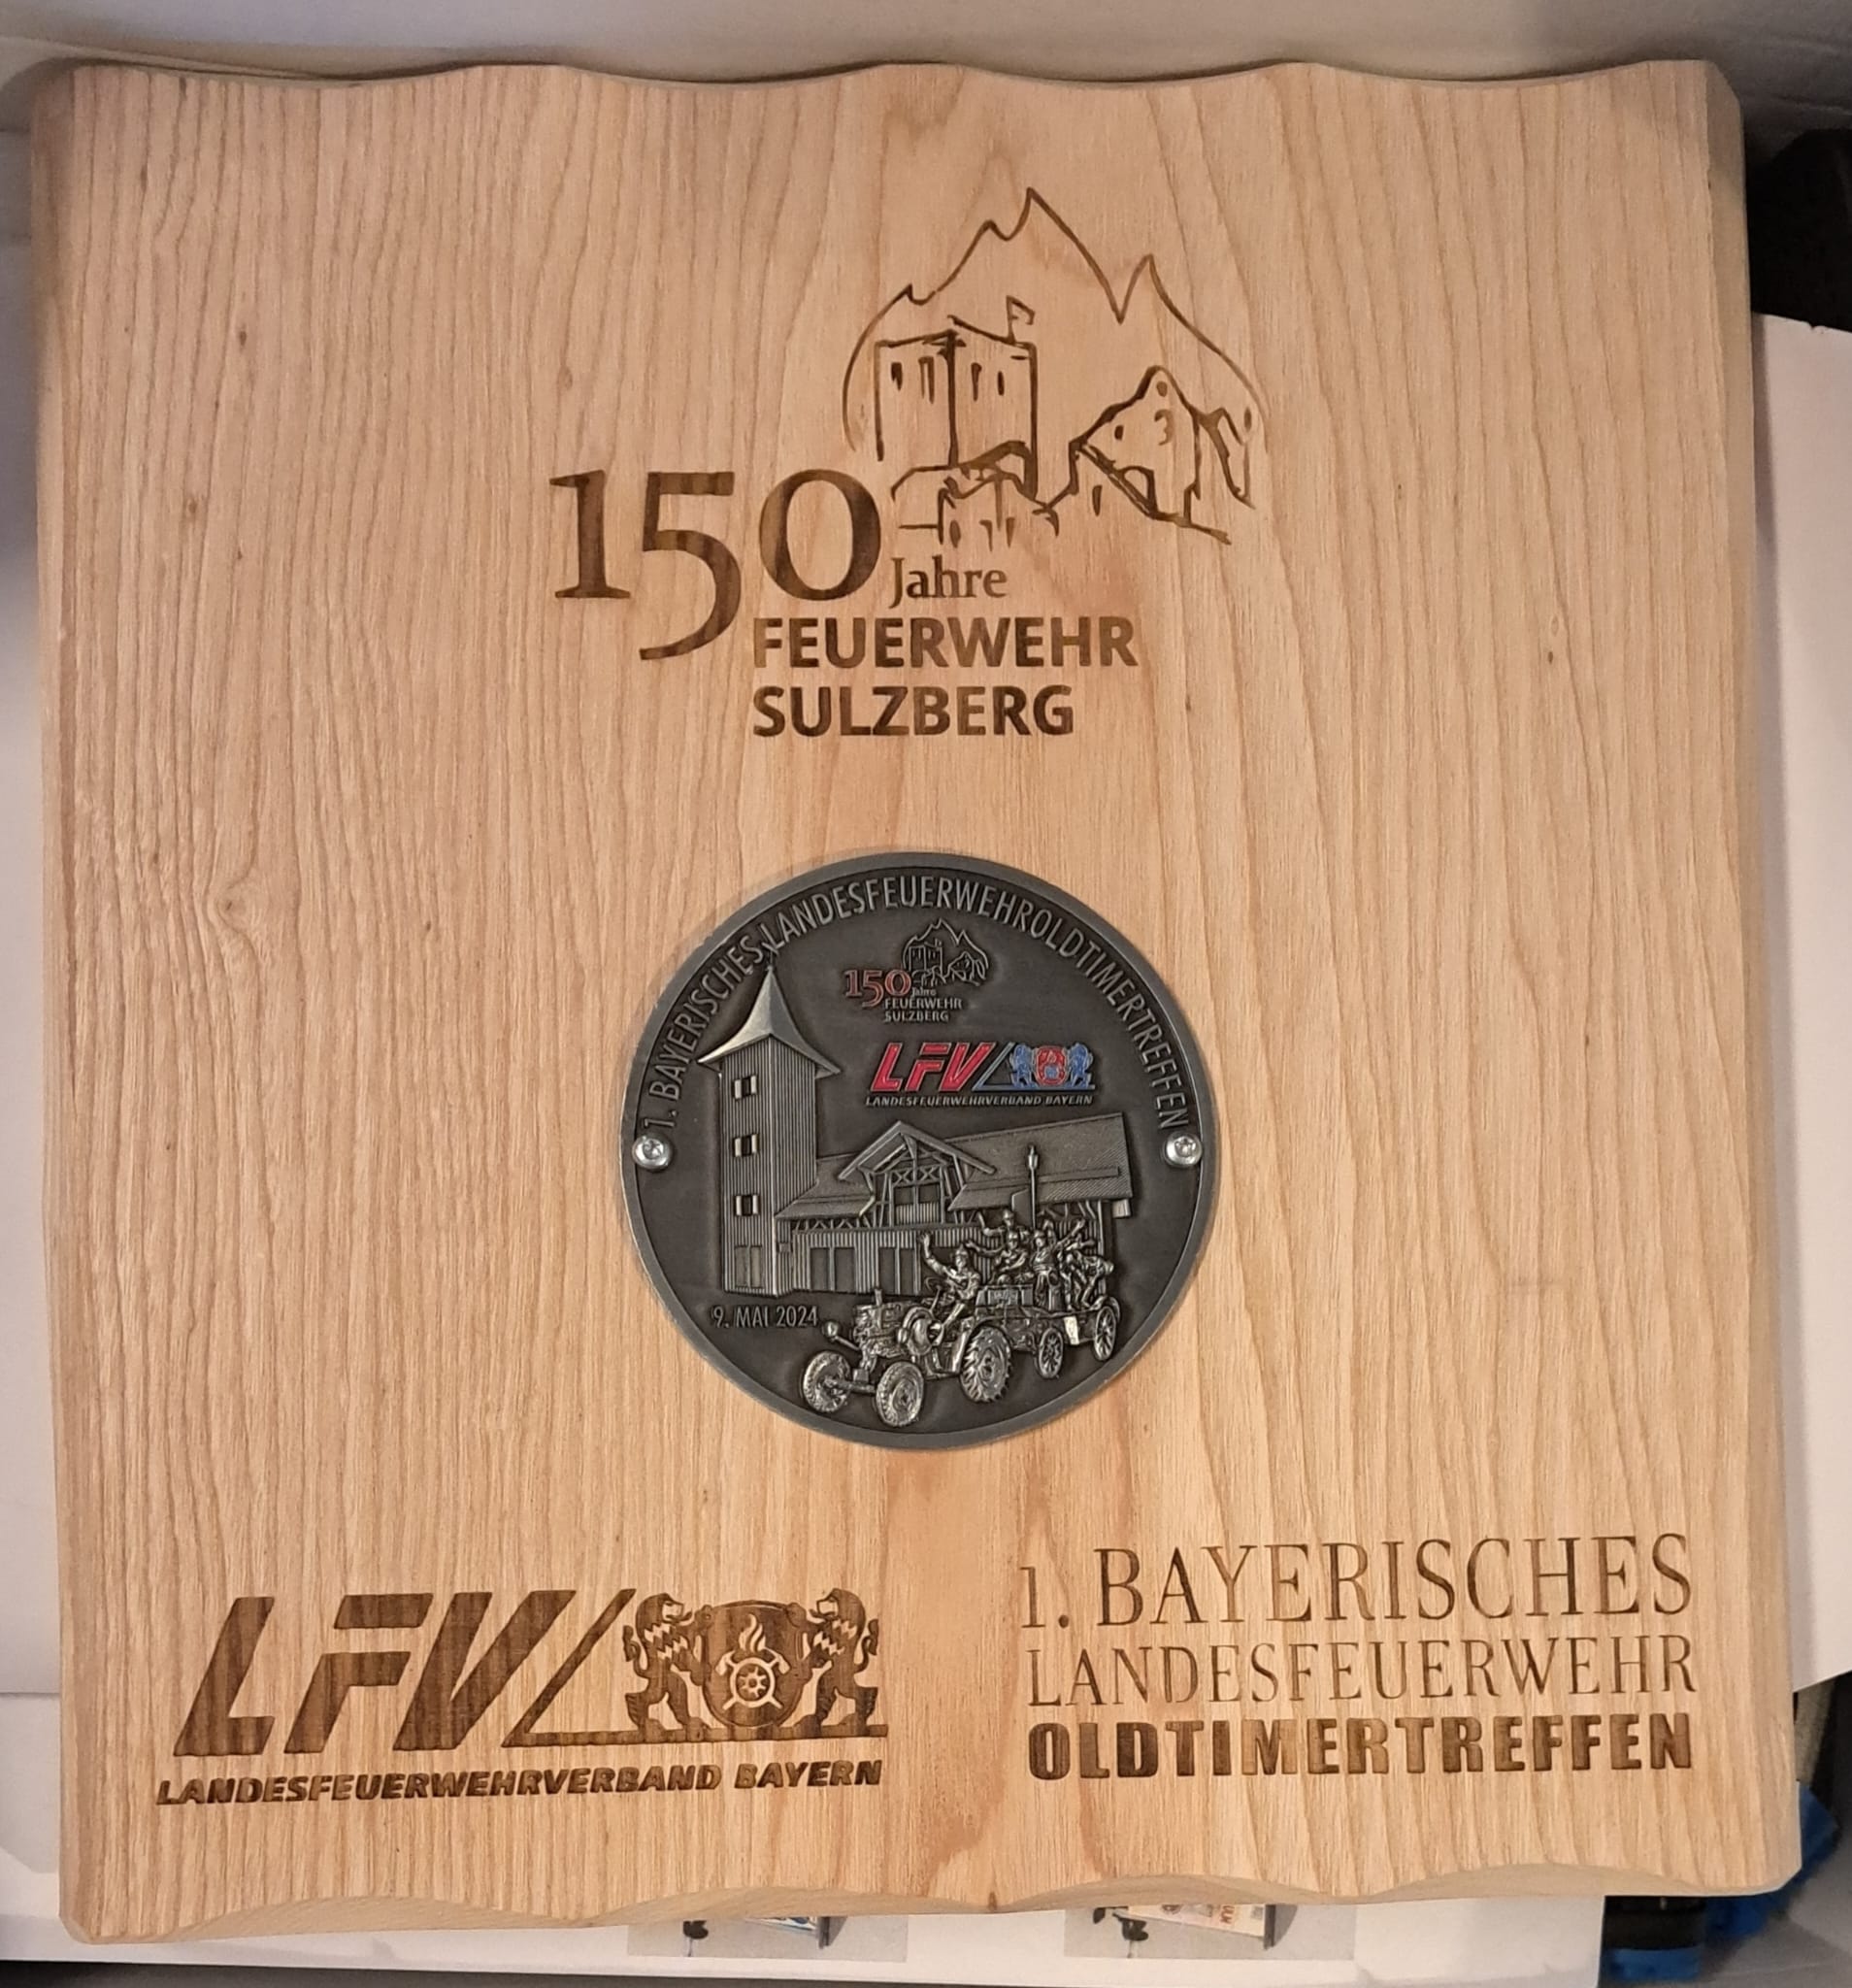 150 Jahre
FEUERWEHR
SULZBERG
1. BAYERISCHES LANDESFEUERWEHROLDTIMERTREFFEN
150 Jahre
FEUERWEHR
SULZBERG
LFV
LANDESFEUERWEHRVERBAND BAYERN
9. MAI 2024
LFV
LANDESFEUERWEHRVERBAND BAYERN
1. BAYERISCHES
LANDESFEUERWEHR
OLDTIMERTREFFEN